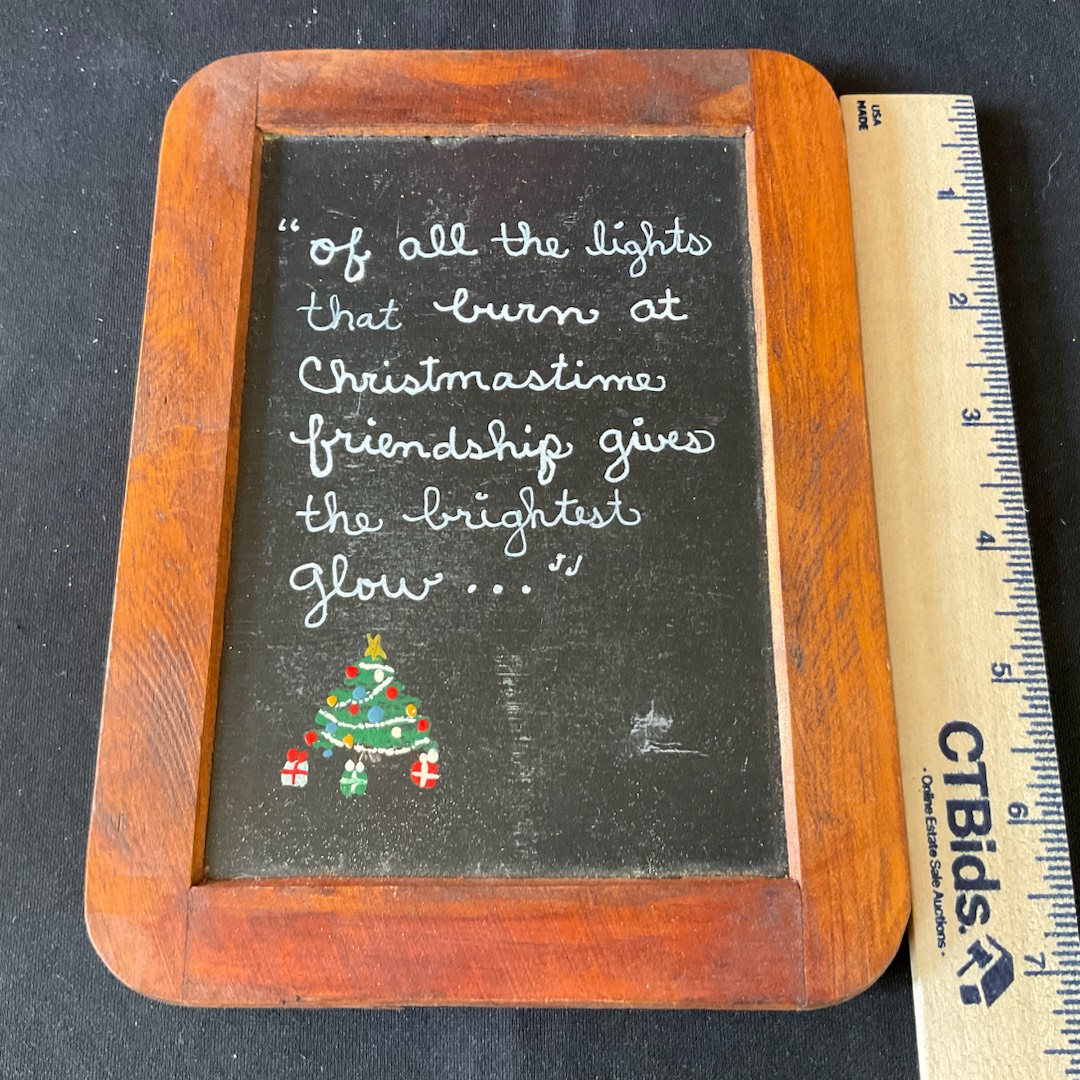 “of all the lights
that burn at
Christmastime
friendship gives
the brightest
glow ...”
USA
MADE
1
2
3
4
5
6
7
CTBids.
· Online Estate Sale Auctions ·